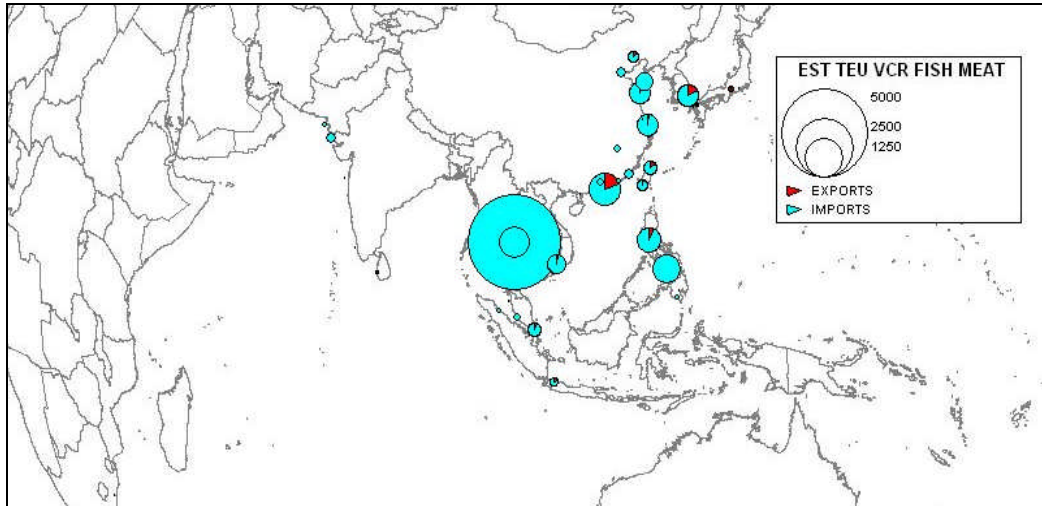 EST TEU VCR FISH MEAT
5000
2500
1250
EXPORTS
IMPORTS